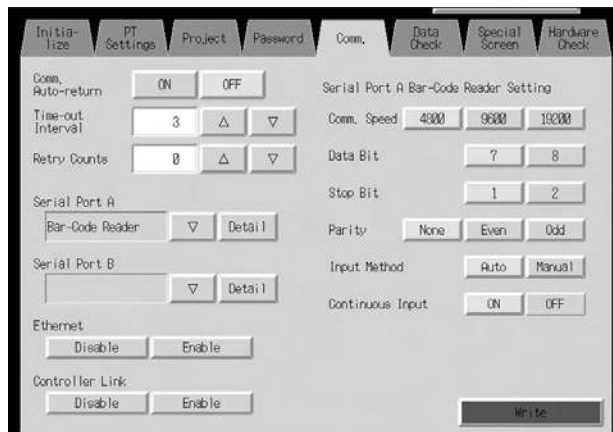 Initia-
lize
PT
Settings
Project
Password
Comm.
Data
Check
Special
Screen
Hardware
Check
Comm.
Auto-return
ON
OFF
Time-out
Interval
3
△
▽
Retry Counts
0
△
▽
Serial Port A
Bar-Code Reader
▽
Detail
Serial Port B
▽
Detail
Ethernet
Disable
Enable
Controller Link
Disable
Enable
Serial Port A Bar-Code Reader Setting
Comm. Speed
4800
9600
19200
Data Bit
7
8
Stop Bit
1
2
Parity
None
Even
Odd
Input Method
Auto
Manual
Continuous Input
ON
OFF
Write